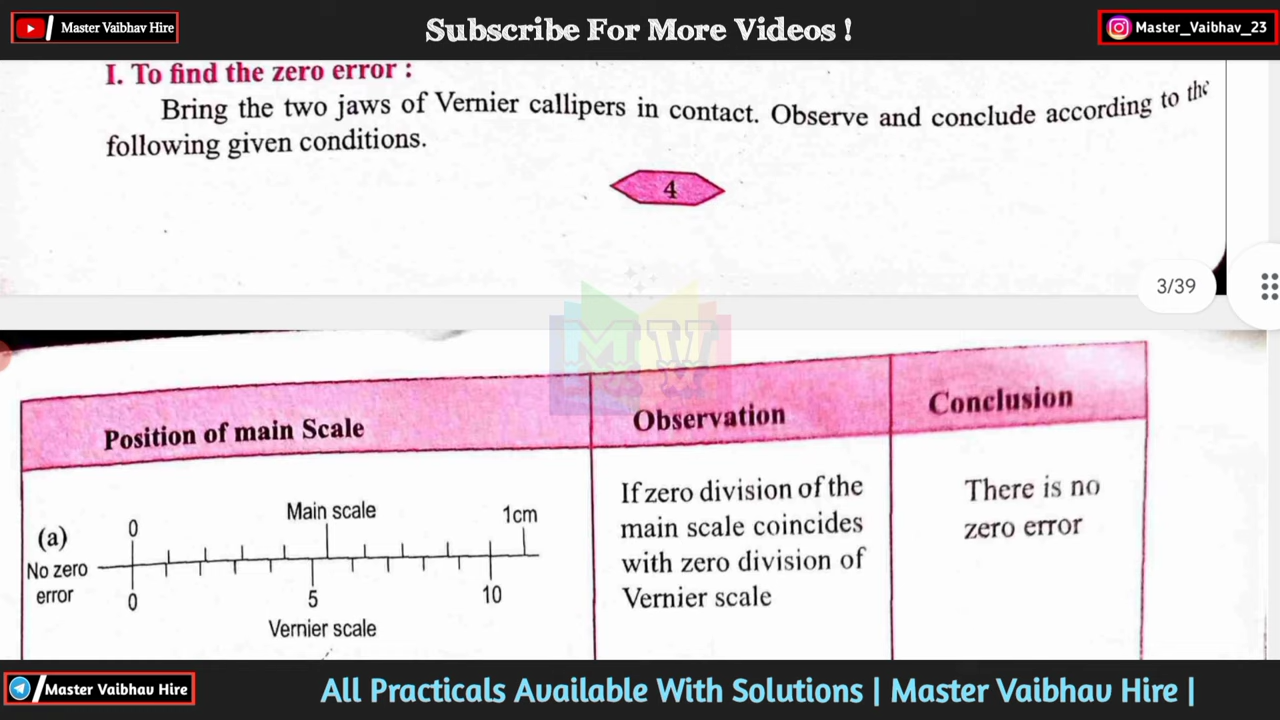 Master Vaibhav Hire
Subscribe For More Videos !
Master_Vaibhav_23
I. To find the zero error :
Bring the two jaws of Vernier callipers in contact. Observe and conclude according to the
following given conditions.
4
3/39
MV
Position of main Scale
Observation
Conclusion
(a)
No zero
error
0
Main scale
1cm
0
5
10
Vernier scale
If zero division of the
main scale coincides
with zero division of
Vernier scale
There is no
zero error
Master Vaibhav Hire
All Practicals Available With Solutions | Master Vaibhav Hire |